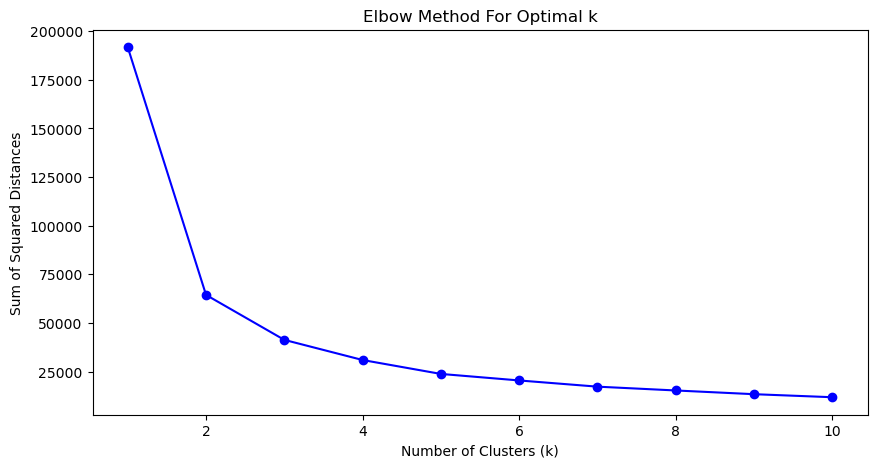 Elbow Method For Optimal k
Sum of Squared Distances
200000
175000
150000
125000
100000
75000
50000
25000
2 4 6 8 10
Number of Clusters (k)